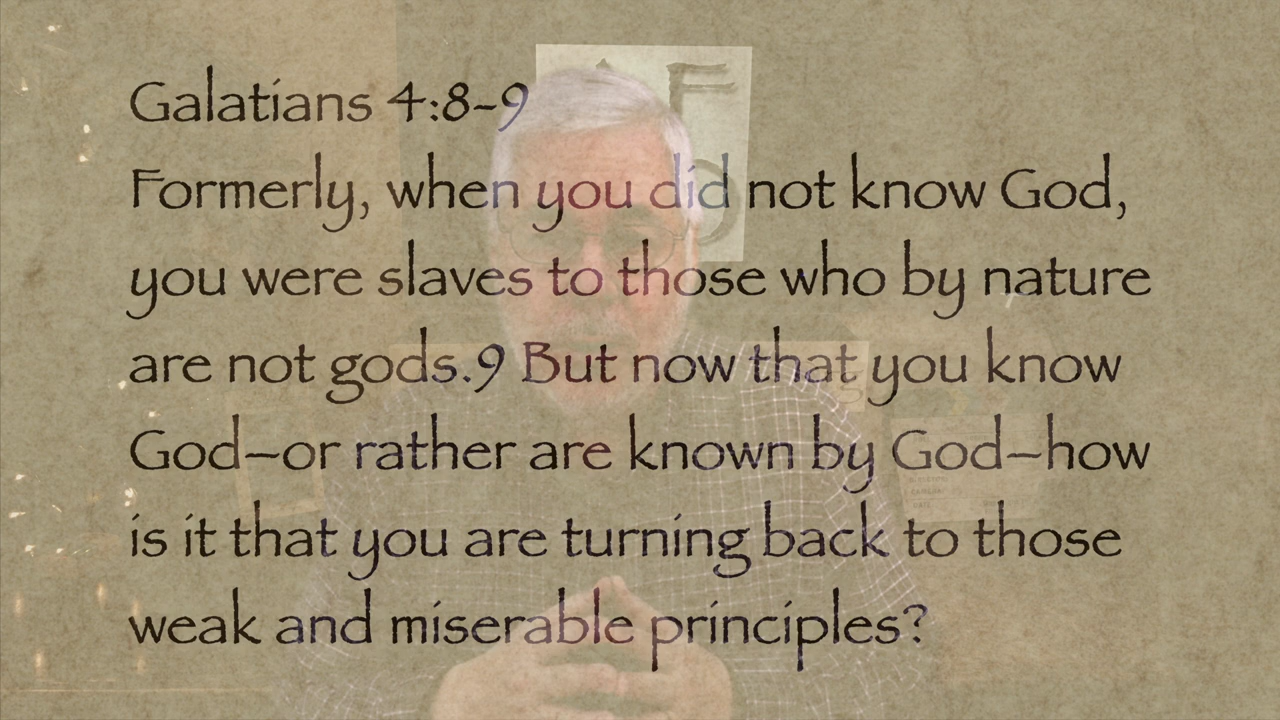 Galatians 4:8-9
Formerly, when you did not know God,
you were slaves to those who by nature
are not gods.9 But now that you know
God—or rather are known by God—how
is it that you are turning back to those
weak and miserable principles?